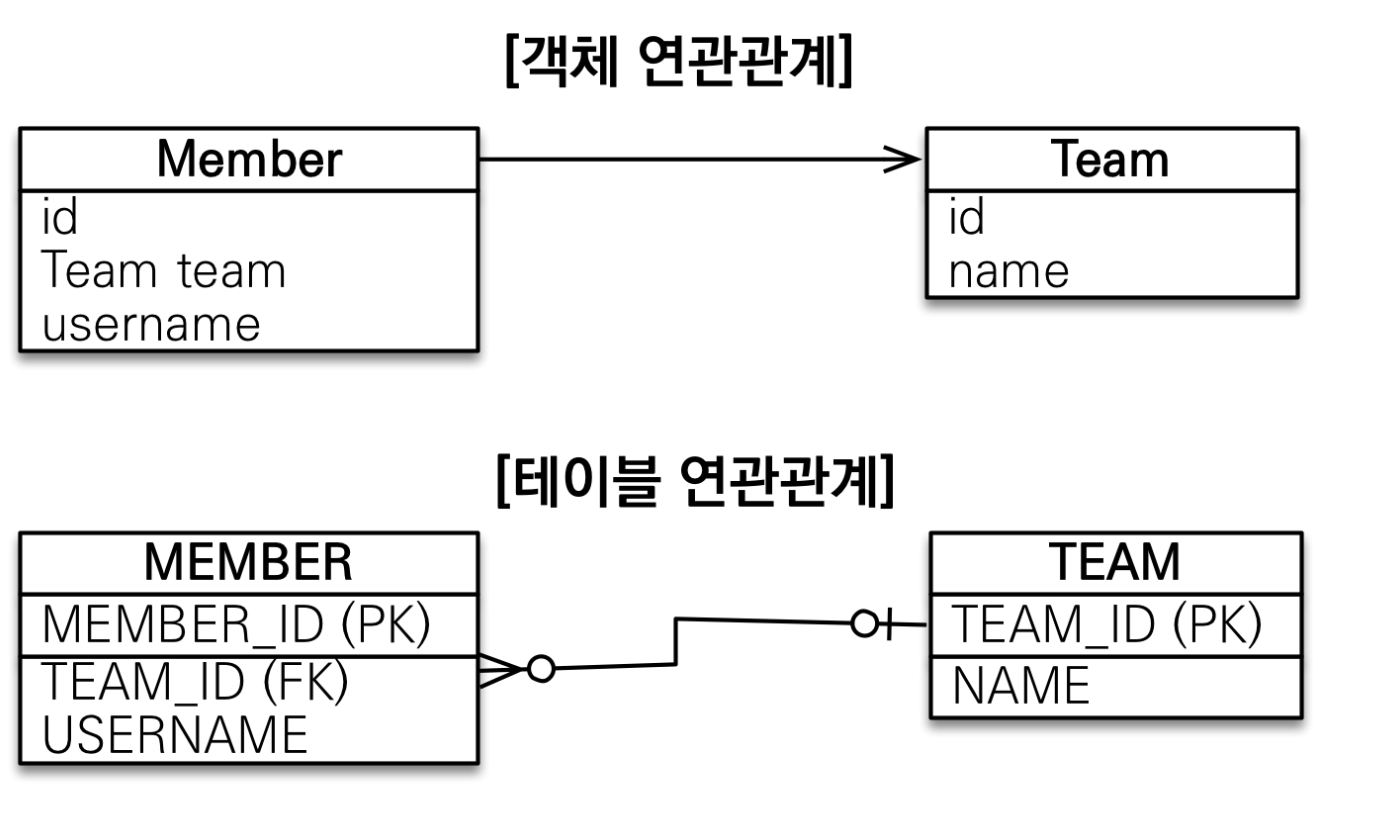 [객체 연관관계]
Member
id
Team team
username
Team
id
name
[테이블 연관관계]
MEMBER
MEMBER_ID (PK)
TEAM_ID (FK)
USERNAME
TEAM
TEAM_ID (PK)
NAME